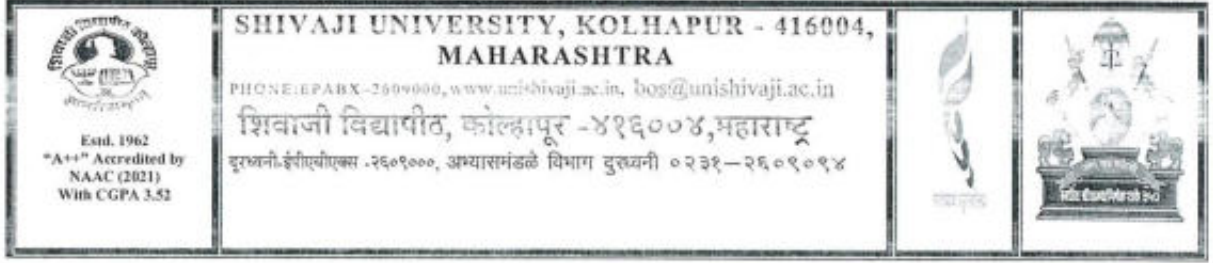 शिवाजी विद्यापीठ कोल्हापूर
Estd. 1962
"A++" Accredited by
NAAC (2021)
With CGPA 3.52
SHIVAJI UNIVERSITY, KOLHAPUR - 416004,
MAHARASHTRA
PHONE:EPABX-2609000, www.unishivaji.ac.in, bos@unishivaji.ac.in
शिवाजी विद्यापीठ, कोल्हापूर -४१६००४,महाराष्ट्र
दुरध्वनी-ईपीएबीएक्स -२६०९०००, अभ्यासमंडळे विभाग दुरध्वनी ०२३१—२६०९०९४